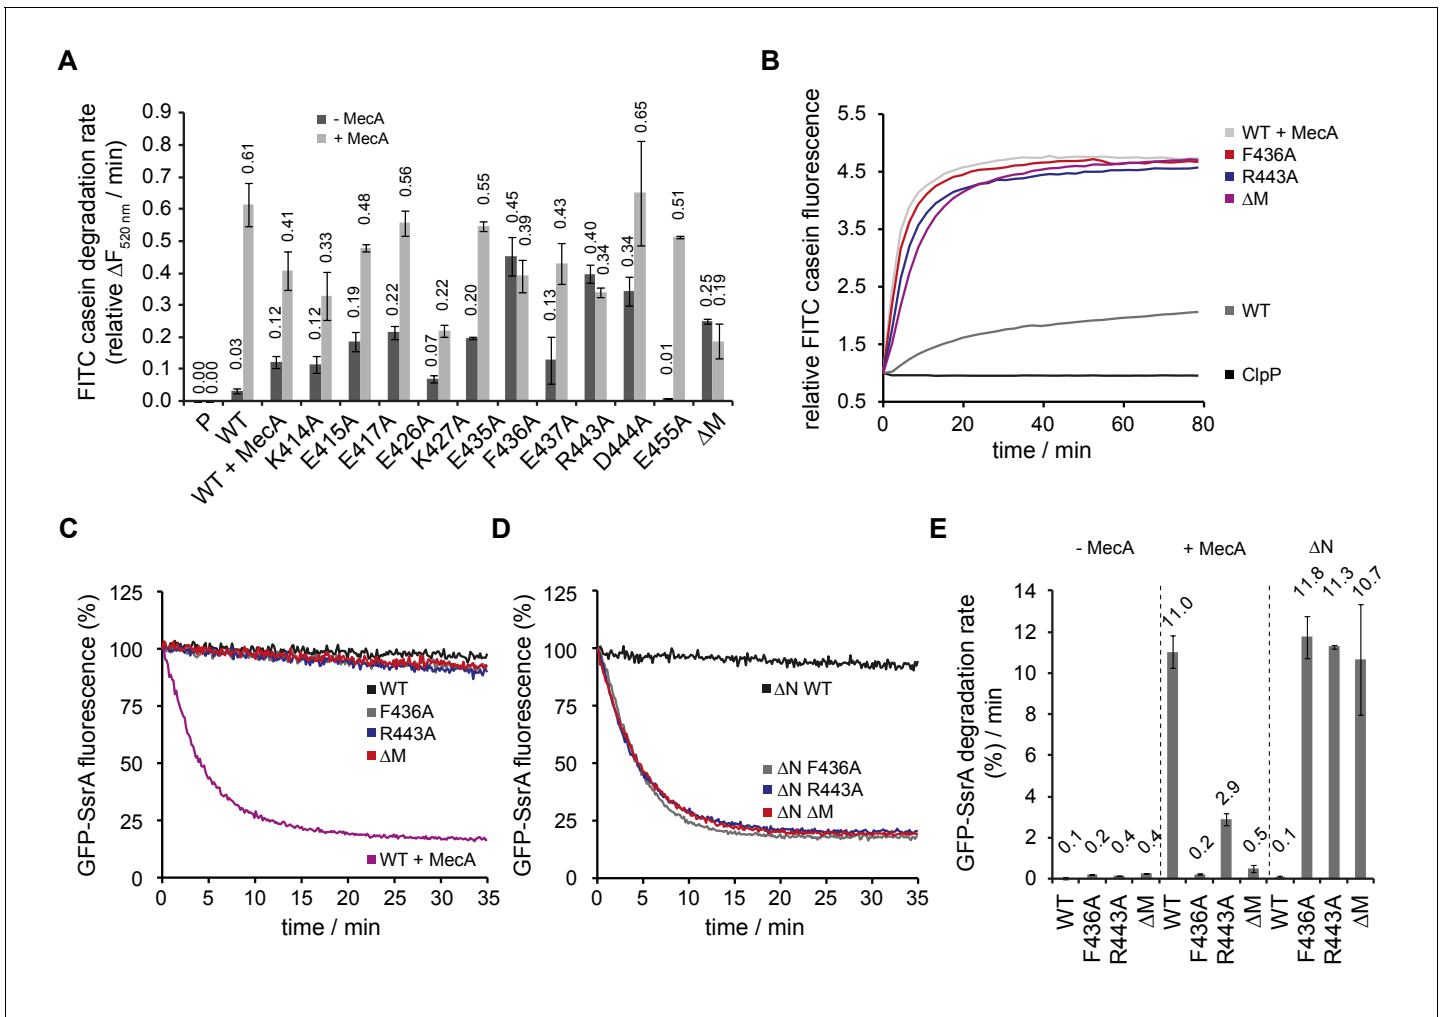 A
FITC casein degradation rate
(relative ΔF520 nm / min)
0.9
0.8
0.7
0.6
0.5
0.4
0.3
0.2
0.1
0.0
- MecA
+ MecA
0.00
0.00
0.03
0.61
0.12
0.41
0.12
0.33
0.19
0.48
0.22
0.56
0.07
0.22
0.20
0.55
0.45
0.39
0.13
0.43
0.40
0.34
0.34
0.65
0.01
0.51
0.25
0.19
P
WT
WT + MecA
K414A
E415A
E417A
E426A
K427A
E435A
F436A
E437A
R443A
D444A
E455A
ΔM
B
relative FITC casein fluorescence
5.5
4.5
3.5
2.5
1.5
0.5
0
20
40
60
80
time / min
WT + MecA
F436A
R443A
ΔM
WT
ClpP
C
GFP-SsrA fluorescence (%)
125
100
75
50
25
0
WT
F436A
R443A
ΔM
WT + MecA
0
5
10
15
20
25
30
35
time / min
D
GFP-SsrA fluorescence (%)
125
100
75
50
25
0
ΔN WT
ΔN F436A
ΔN R443A
ΔN ΔM
0
5
10
15
20
25
30
35
time / min
E
- MecA
+ MecA
ΔN
GFP-SsrA degradation rate
(%) / min
14
12
10
8
6
4
2
0
0.1
0.2
0.4
0.4
11.0
0.2
2.9
0.5
0.1
11.8
11.3
10.7
WT
F436A
R443A
ΔM
WT
F436A
R443A
ΔM
WT
F436A
R443A
ΔM